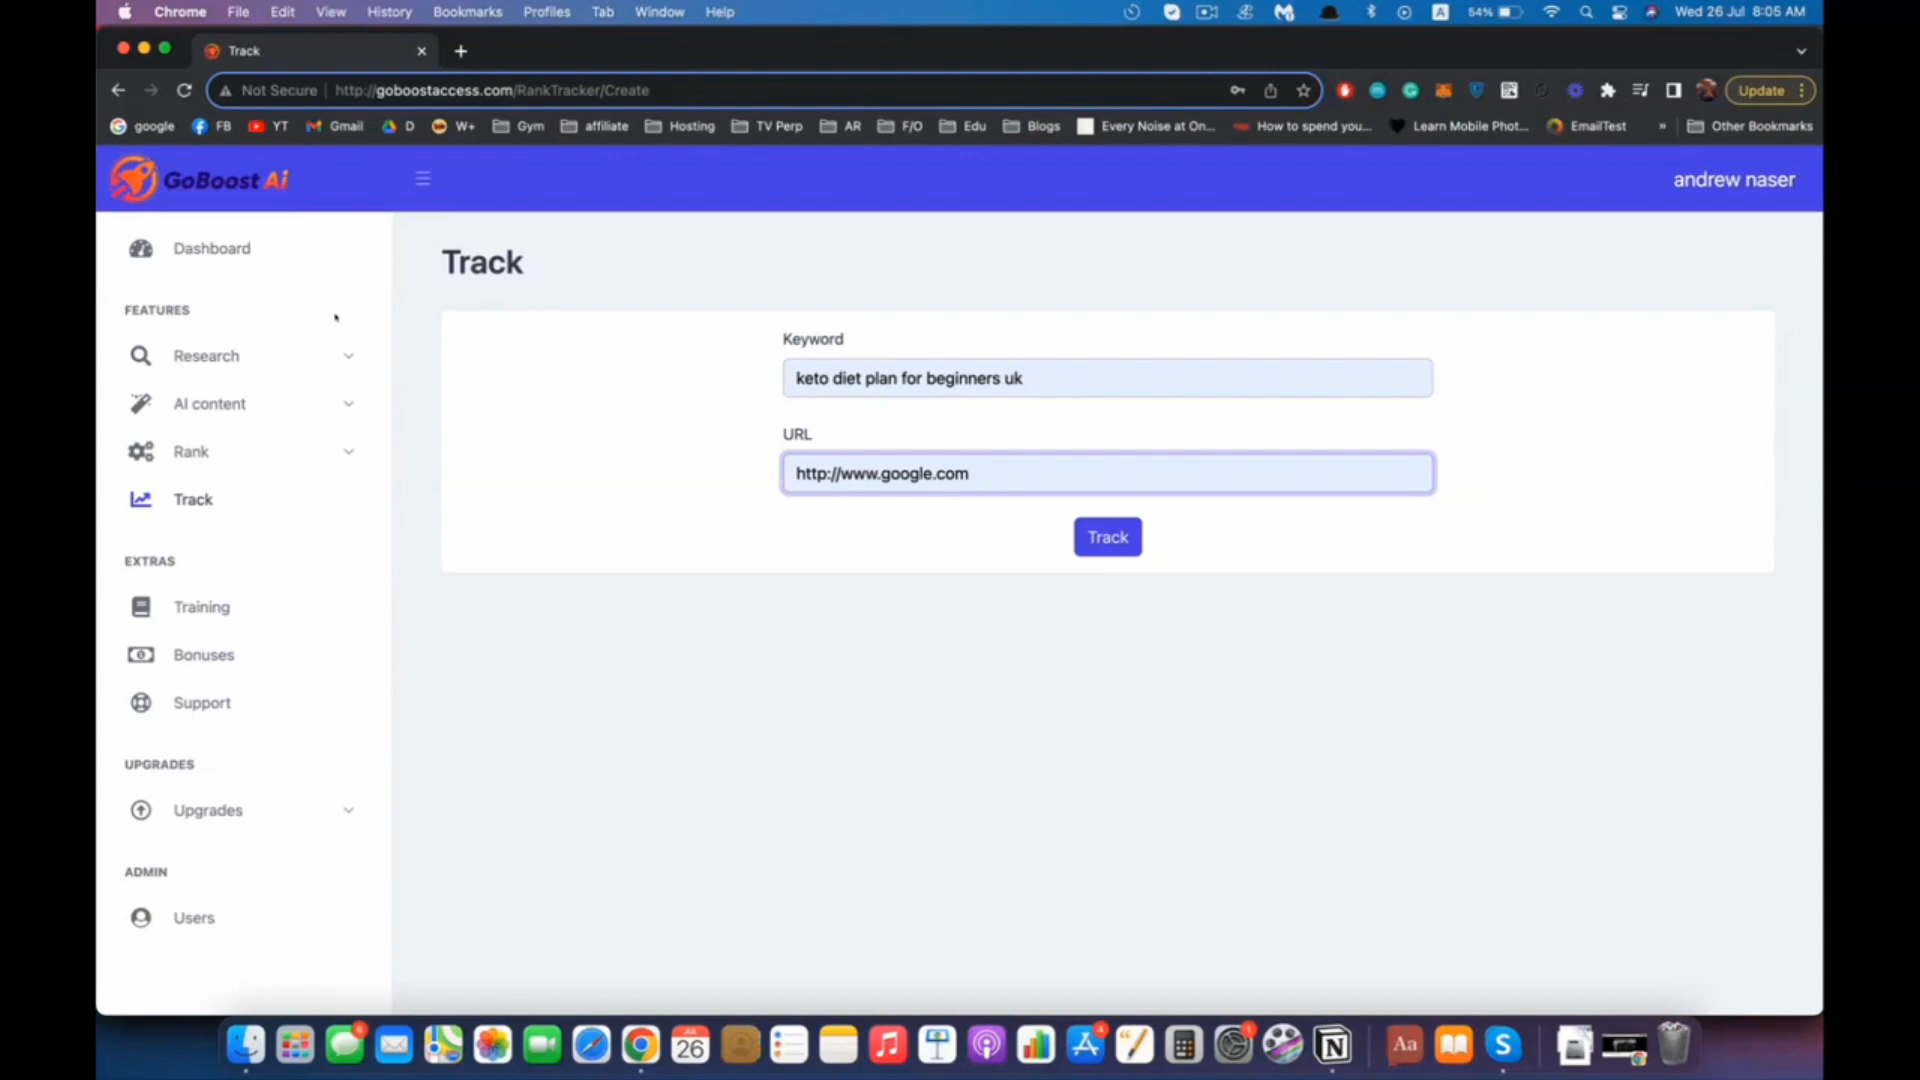 Chrome File Edit View History Bookmarks Profiles Tab Window Help A 54% Wed 26 Jul 8:05 AM
Track
Not Secure | http://goboostaccess.com/RankTracker/Create Update
google FB YT Gmail D W+ Gym affiliate Hosting TV Perp AR F/O Edu Blogs Every Noise at On... How to spend you... Learn Mobile Phot... EmailTest » Other Bookmarks
GoBoost Ai
andrew naser
Dashboard
FEATURES
Research
AI content
Rank
Track
EXTRAS
Training
Bonuses
Support
UPGRADES
Upgrades
ADMIN
Users
Track
Keyword
keto diet plan for beginners uk
URL
http://www.google.com
Track
JUL
26
Aa